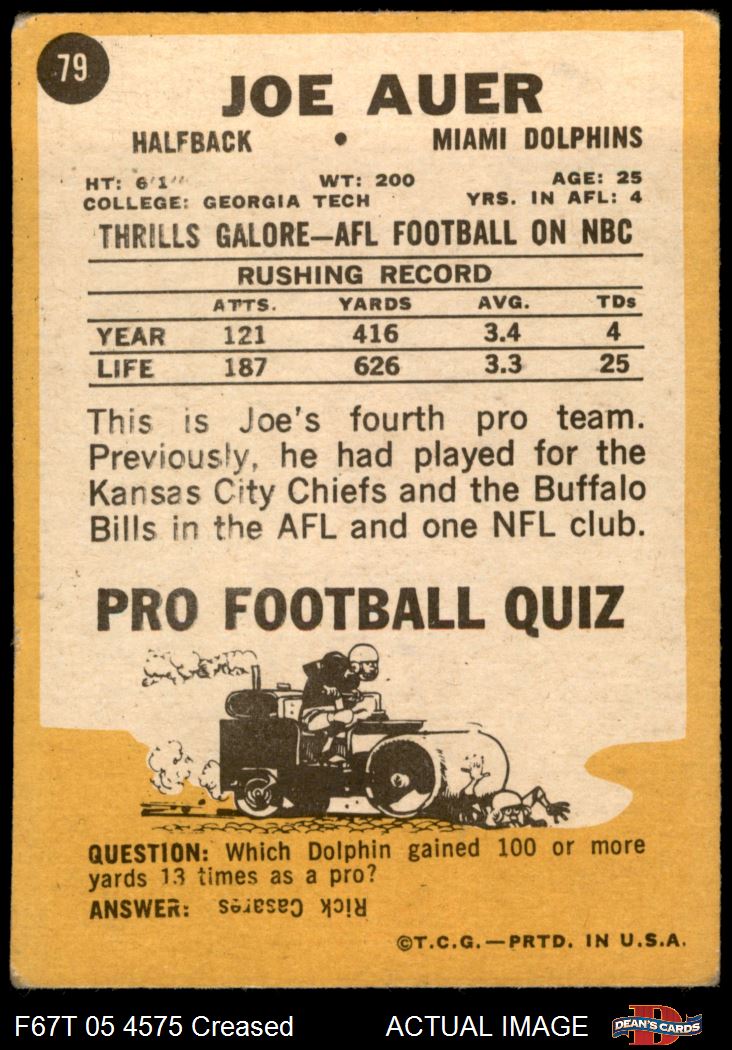 79
JOE AUER
HALFBACK • MIAMI DOLPHINS
HT: 6'1" WT: 200 AGE: 25
COLLEGE: GEORGIA TECH YRS. IN AFL: 4
THRILLS GALORE—AFL FOOTBALL ON NBC
RUSHING RECORD
ATTS. YARDS AVG. TDs
YEAR 121 416 3.4 4
LIFE 187 626 3.3 25
This is Joe's fourth pro team.
Previously, he had played for the
Kansas City Chiefs and the Buffalo
Bills in the AFL and one NFL club.
PRO FOOTBALL QUIZ
QUESTION: Which Dolphin gained 100 or more
yards 13 times as a pro?
ANSWER: Rick Casares
©T.C.G.—PRTD. IN U.S.A.
F67T 05 4575 Creased ACTUAL IMAGE DEAN'S CARDS